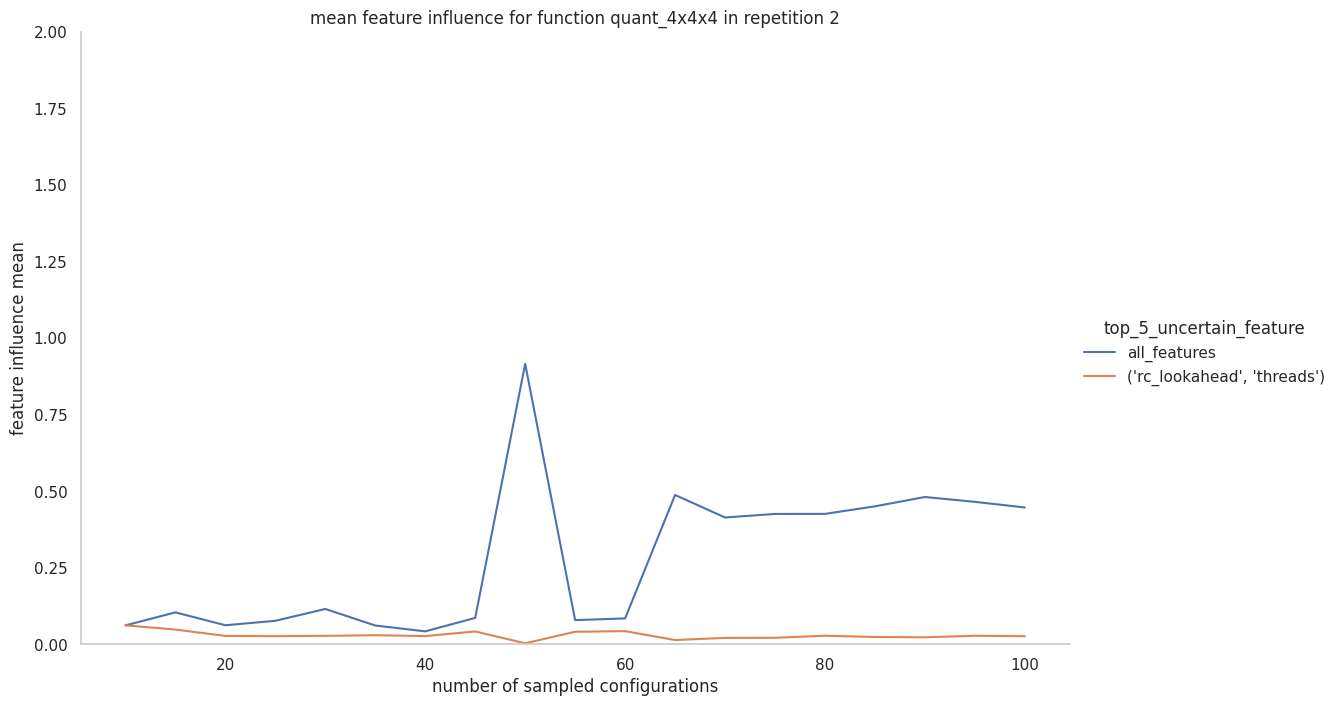 mean feature influence for function quant_4x4x4 in repetition 2
2.00
1.75
1.50
1.25
1.00
0.75
0.50
0.25
0.00
feature influence mean
20
40
60
80
100
number of sampled configurations
top_5_uncertain_feature
all_features
('rc_lookahead', 'threads')